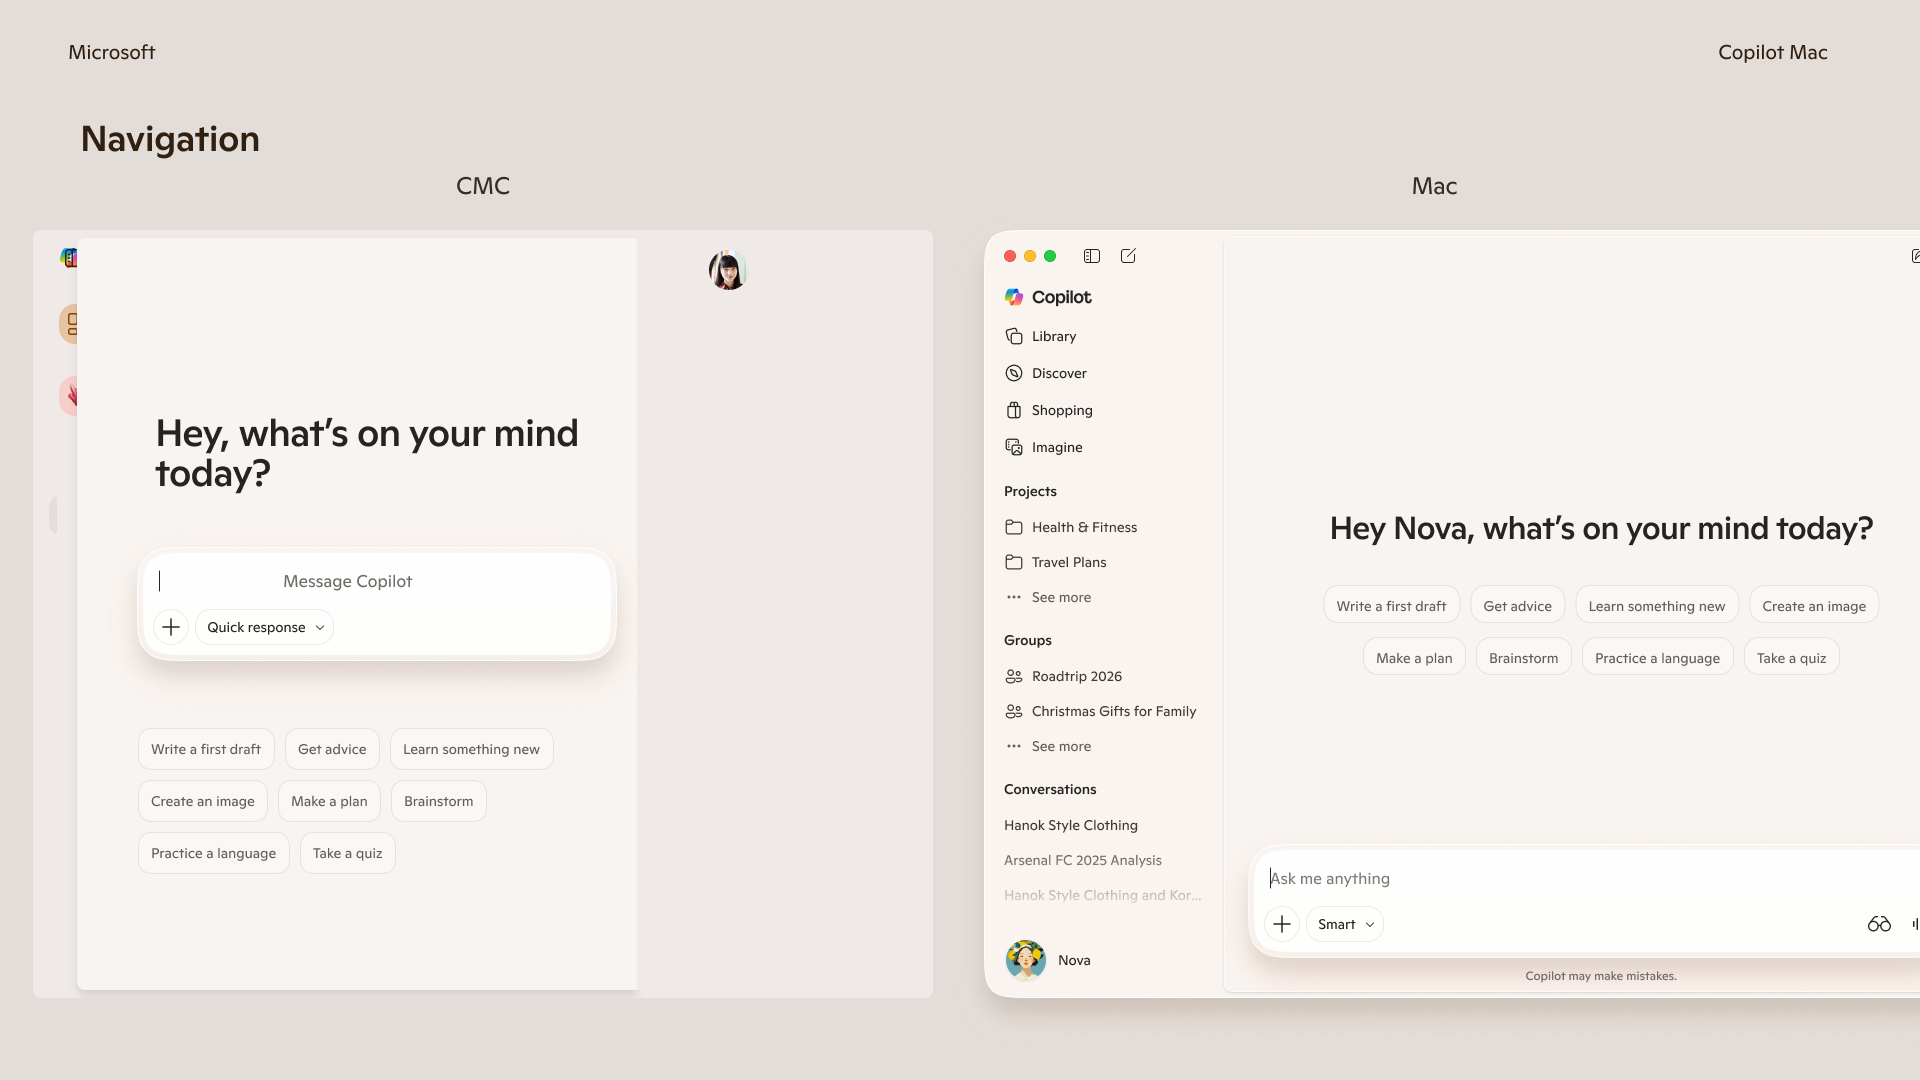 Microsoft
Copilot Mac
Navigation
CMC
Mac
Hey, what’s on your mind
today?
Message Copilot
Quick response
Write a first draft
Get advice
Learn something new
Create an image
Make a plan
Brainstorm
Practice a language
Take a quiz
Copilot
Library
Discover
Shopping
Imagine
Projects
Health & Fitness
Travel Plans
See more
Groups
Roadtrip 2026
Christmas Gifts for Family
See more
Conversations
Hanok Style Clothing
Arsenal FC 2025 Analysis
Hanok Style Clothing and Kor...
Nova
Hey Nova, what’s on your mind today?
Write a first draft
Get advice
Learn something new
Create an image
Make a plan
Brainstorm
Practice a language
Take a quiz
Ask me anything
Smart
Copilot may make mistakes.